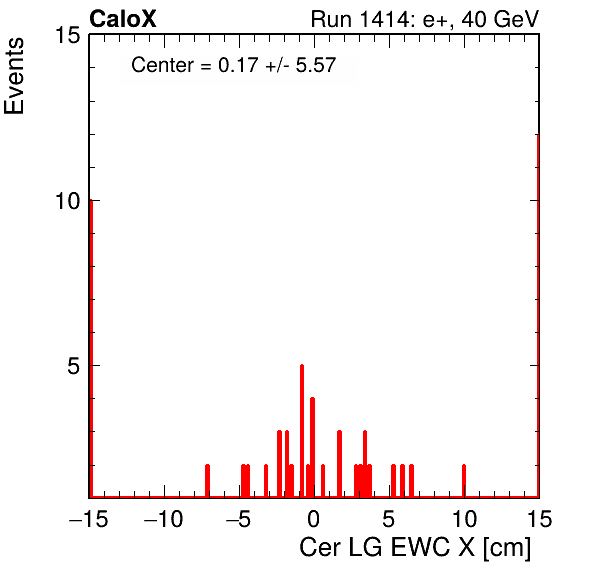 CaloX Run 1414: e+, 40 GeV
Events
15
Center = 0.17 +/- 5.57
10
5
−15 −10 −5 0 5 10 15
Cer LG EWC X [cm]